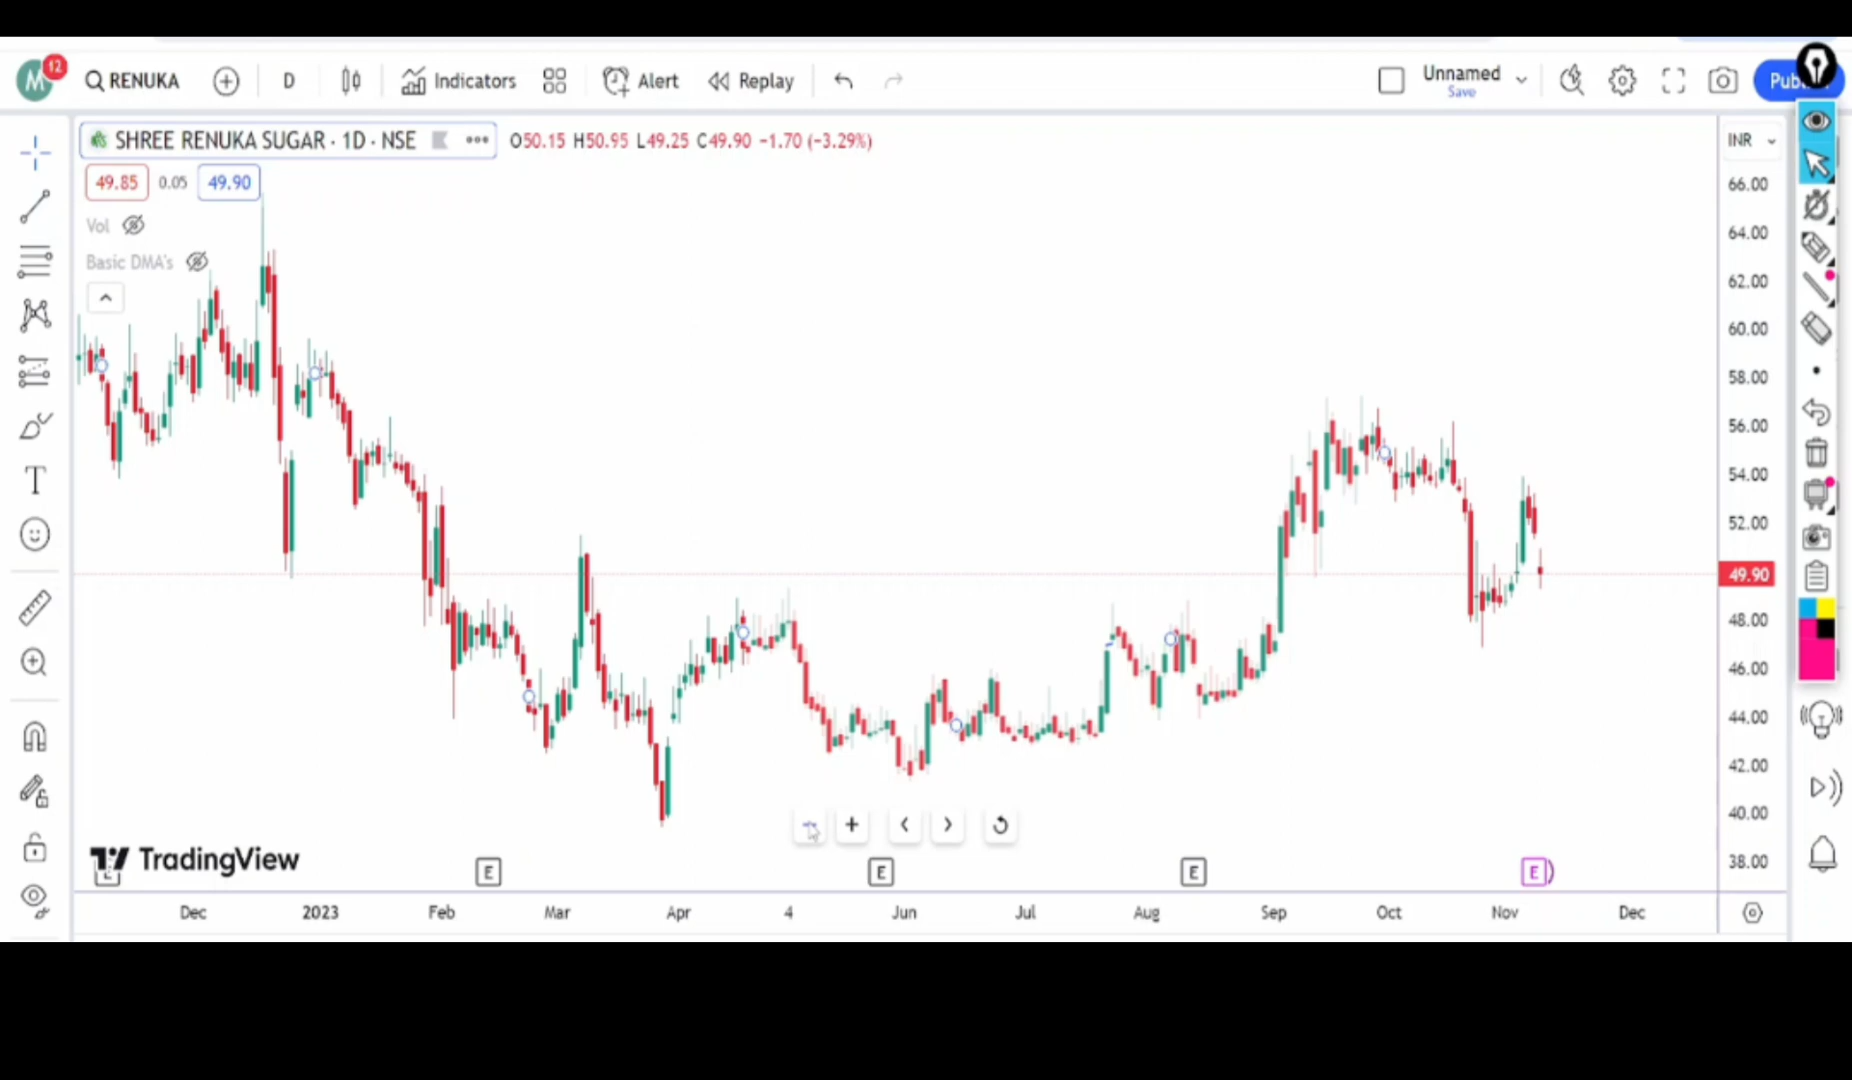 M 12 RENUKA D Indicators Alert Replay Unnamed Save
SHREE RENUKA SUGAR · 1D · NSE O50.15 H50.95 L49.25 C49.90 −1.70 (−3.29%) INR
49.85 0.05 49.90
Vol
Basic DMA's
66.00
64.00
62.00
60.00
58.00
56.00
54.00
52.00
49.90
48.00
46.00
44.00
42.00
40.00
38.00
TradingView
E E E E
Dec 2023 Feb Mar Apr 4 Jun Jul Aug Sep Oct Nov Dec